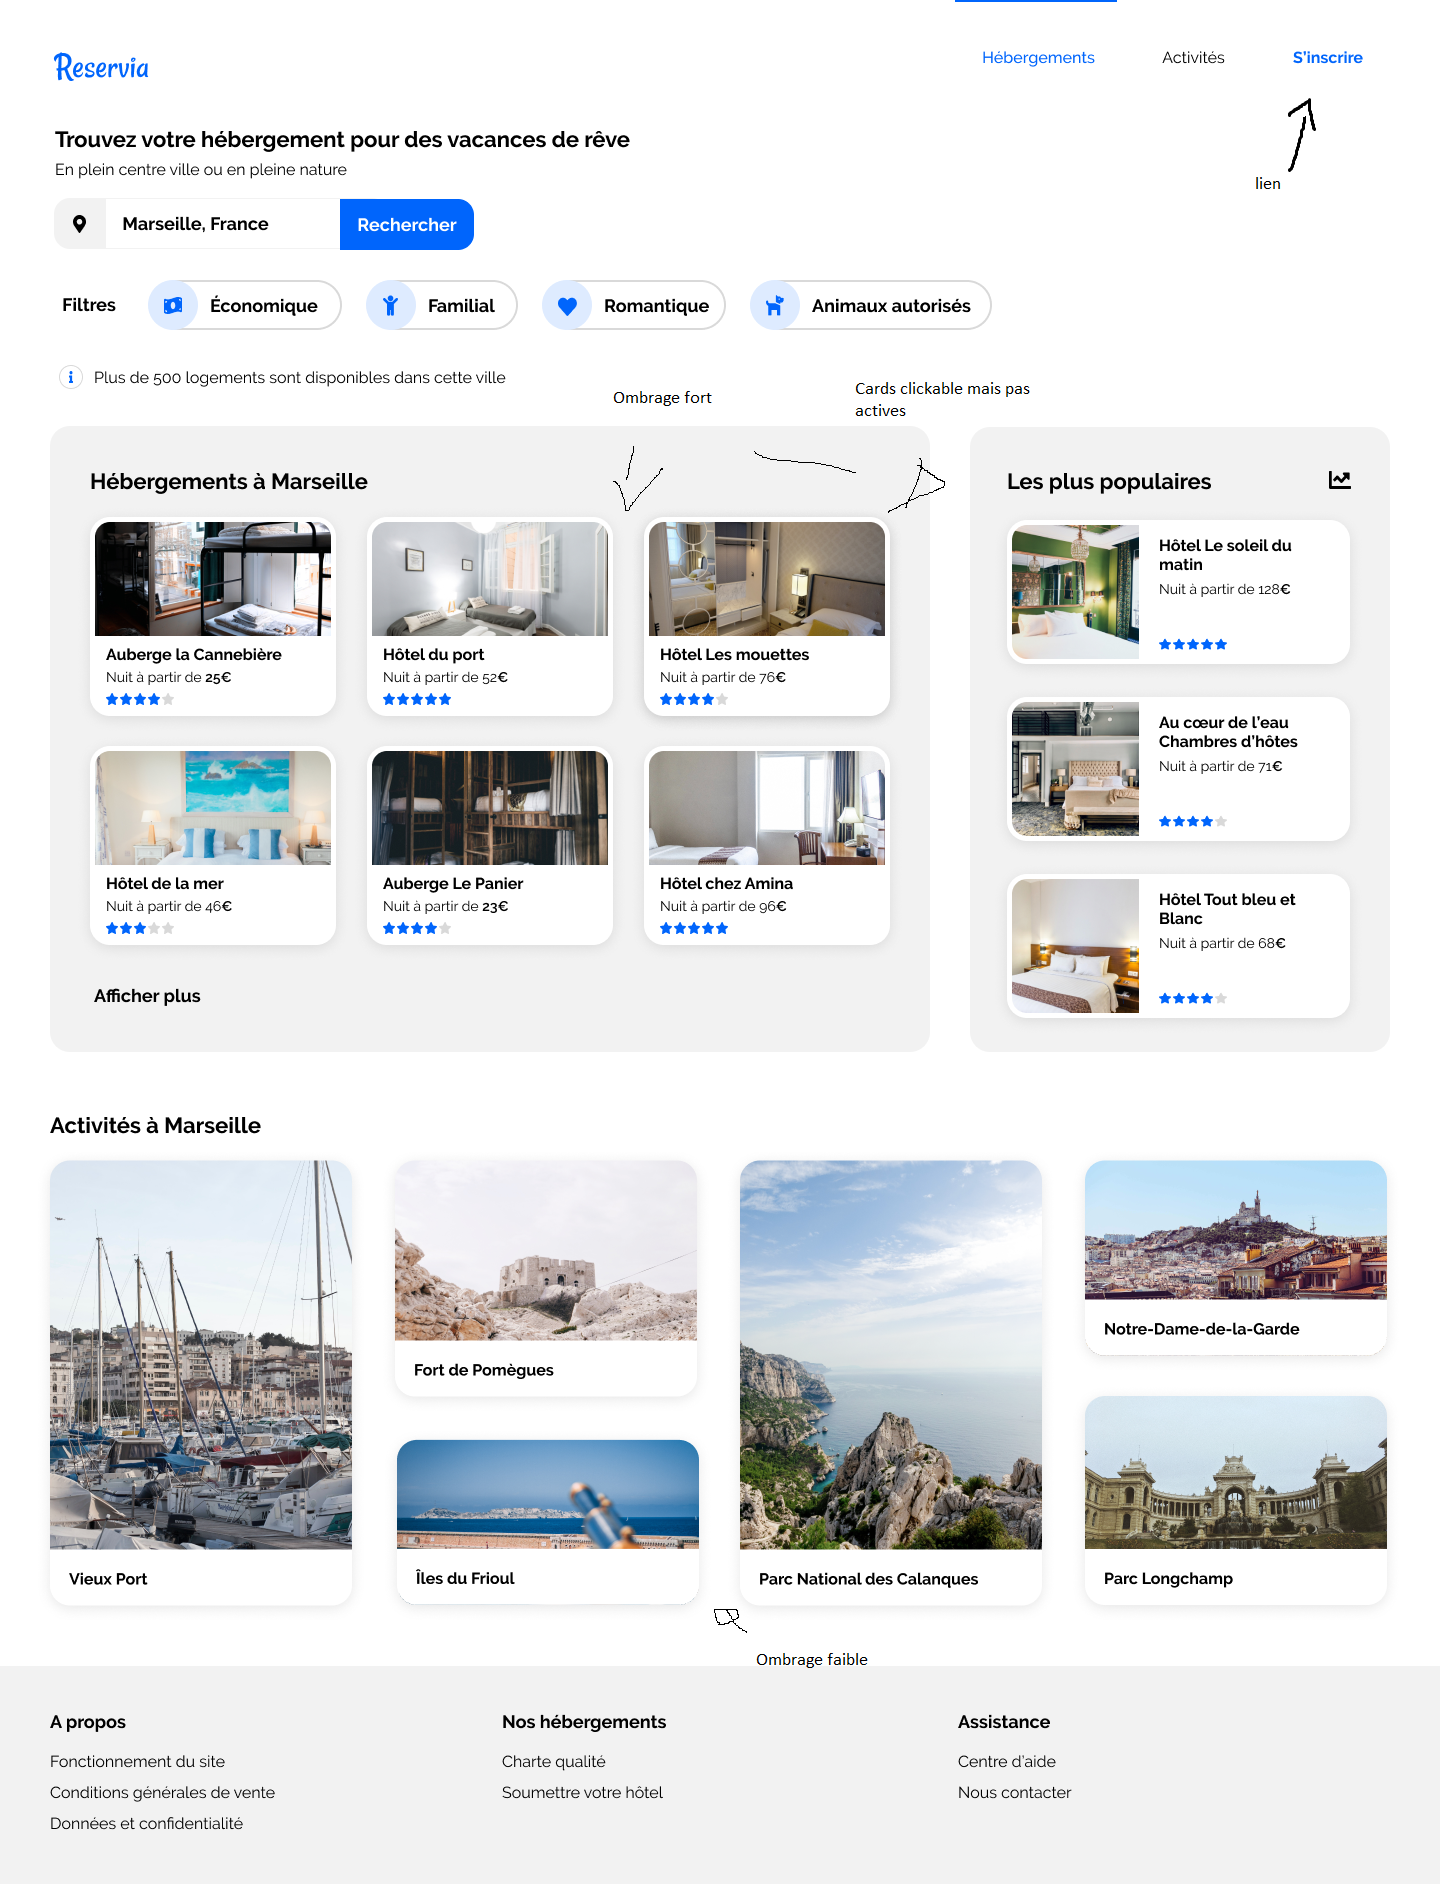 Reservia
Hébergements
Activités
S'inscrire
lien
Trouvez votre hébergement pour des vacances de rêve
En plein centre ville ou en pleine nature
Marseille, France
Rechercher
Filtres
Économique
Familial
Romantique
Animaux autorisés
Plus de 500 logements sont disponibles dans cette ville
Ombrage fort
Cards clickable mais pas
actives
Hébergements à Marseille
Auberge la Cannebière
Nuit à partir de 25€
Hôtel du port
Nuit à partir de 52€
Hôtel Les mouettes
Nuit à partir de 76€
Hôtel de la mer
Nuit à partir de 46€
Auberge Le Panier
Nuit à partir de 23€
Hôtel chez Amina
Nuit à partir de 96€
Afficher plus
Les plus populaires
Hôtel Le soleil du
matin
Nuit à partir de 128€
Au cœur de l'eau
Chambres d'hôtes
Nuit à partir de 71€
Hôtel Tout bleu et
Blanc
Nuit à partir de 68€
Activités à Marseille
Vieux Port
Fort de Pomègues
Îles du Frioul
Parc National des Calanques
Notre-Dame-de-la-Garde
Parc Longchamp
Ombrage faible
A propos
Fonctionnement du site
Conditions générales de vente
Données et confidentialité
Nos hébergements
Charte qualité
Soumettre votre hôtel
Assistance
Centre d'aide
Nous contacter